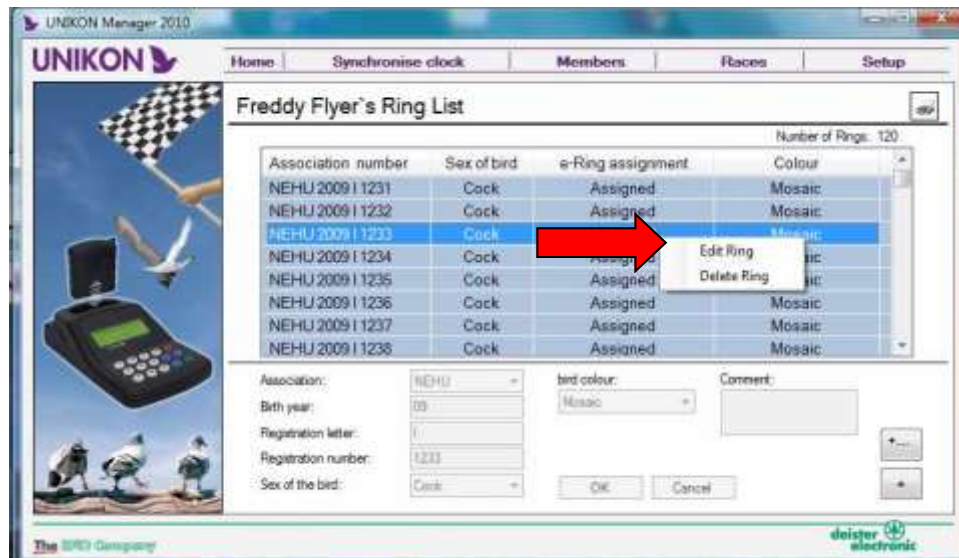 UNIKON Manager 2010
UNIKON
Home Synchronise clock Members Races Setup
Freddy Flyer`s Ring List
Number of Rings: 120
Association number Sex of bird e-Ring assignment Colour
NEHU 2009 I 1231 Cock Assigned Mosaic
NEHU 2009 I 1232 Cock Assigned Mosaic
NEHU 2009 I 1233 Cock Mosaic
NEHU 2009 I 1234 Cock Assigned
NEHU 2009 I 1235 Cock Assigned
NEHU 2009 I 1236 Cock Assigned Mosaic
NEHU 2009 I 1237 Cock Assigned Mosaic
NEHU 2009 I 1238 Cock Assigned Mosaic
Edit Ring
Delete Ring
Association: NEHU
Birth year: 09
Registration letter: I
Registration number: 1233
Sex of the bird: Cock
bird colour:
Mosaic
Comment:
+...
OK Cancel
The RFID Company
deister electronic